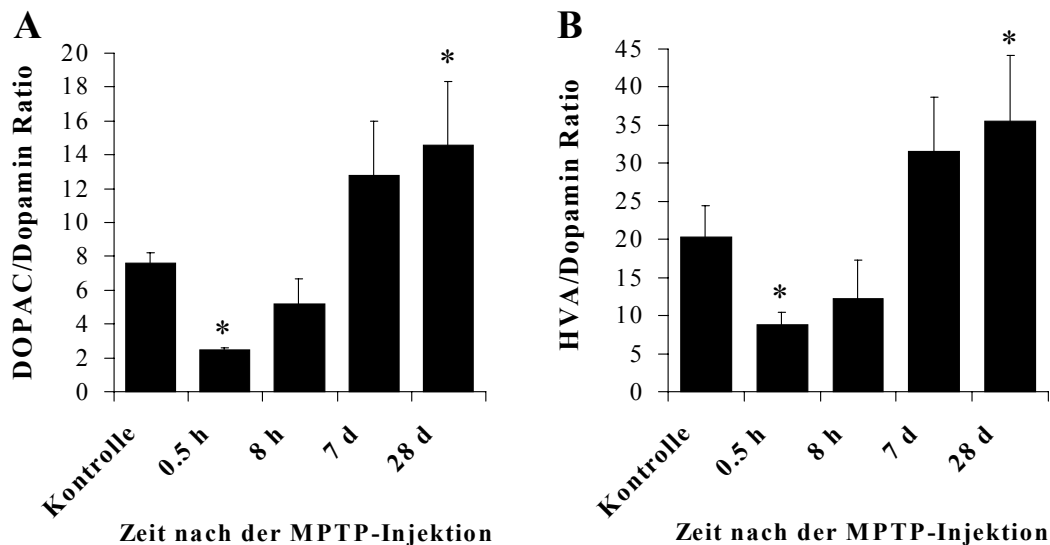 A
DOPAC/Dopamin Ratio
20
18
16
14
12
10
8
6
4
2
0
*
*
Kontrolle
0.5 h
8 h
7 d
28 d
Zeit nach der MPTP-Injektion
B
HVA/Dopamin Ratio
45
40
35
30
25
20
15
10
5
0
*
*
Kontrolle
0.5 h
8 h
7 d
28 d
Zeit nach der MPTP-Injektion